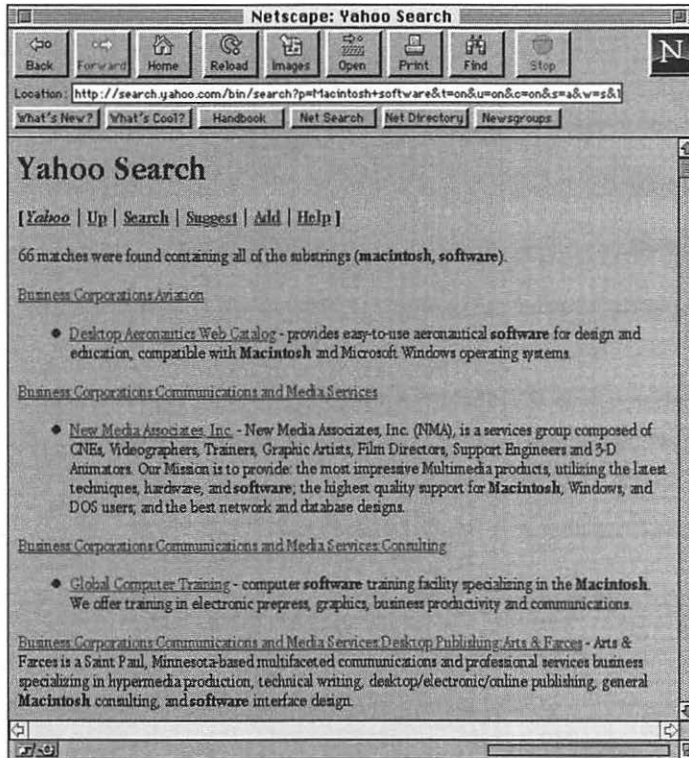 Netscape: Yahoo Search
Back Forward Home Reload Images Open Print Find Stop
N
Location: http://search.yahoo.com/bin/search?p=Macintosh+software&t=on&u=on&c=on&s=a&w=s&l
What's New? What's Cool? Handbook Net Search Net Directory Newsgroups
Yahoo Search
[ Yahoo | Up | Search | Suggest | Add | Help ]
66 matches were found containing all of the substrings (macintosh, software).
Business:Corporations:Aviation
• Desktop Aeronautics Web Catalog - provides easy-to-use aeronautical software for design and
education, compatible with Macintosh and Microsoft Windows operating systems.
Business:Corporations:Communications and Media Services
• New Media Associates, Inc. - New Media Associates, Inc. (NMA), is a services group composed of
CNEs, Videographers, Trainers, Graphic Artists, Film Directors, Support Engineers and 3-D
Animators. Our Mission is to provide: the most impressive Multimedia products, utilizing the latest
techniques, hardware, and software; the highest quality support for Macintosh, Windows, and
DOS users; and the best network and database designs.
Business:Corporations:Communications and Media Services:Consulting
• Global Computer Training - computer software training facility specializing in the Macintosh.
We offer training in electronic prepress, graphics, business productivity and communications.
Business:Corporations:Communications and Media Services:Desktop Publishing:Arts & Farces - Arts &
Farces is a Saint Paul, Minnesota-based multifaceted communications and professional services business
specializing in hypermedia production, technical writing, desktop/electronic/online publishing, general
Macintosh consulting, and software interface design.